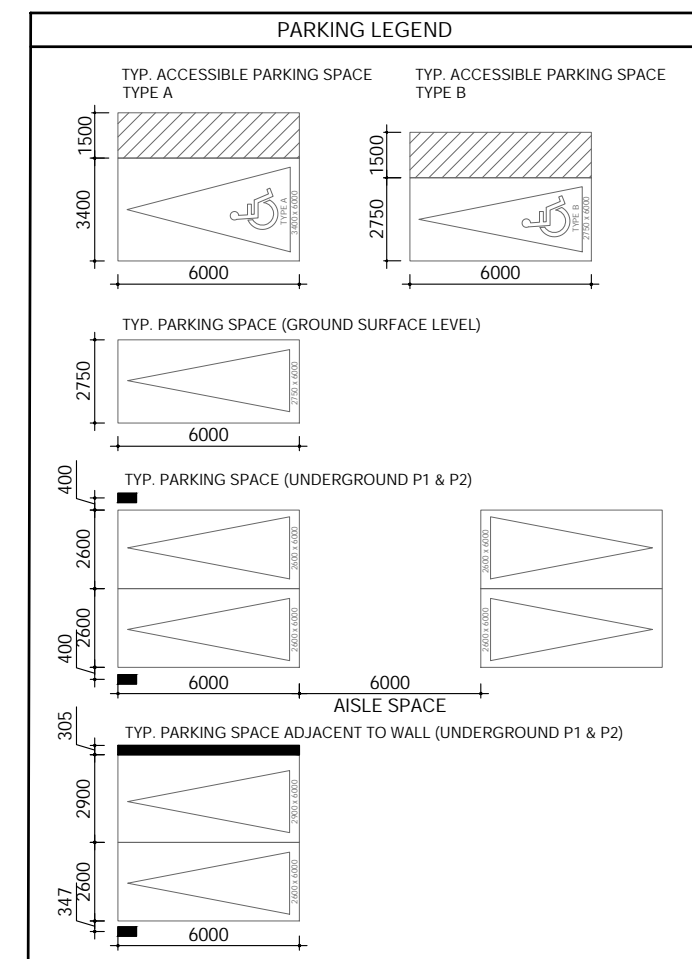 PARKING LEGEND
TYP. ACCESSIBLE PARKING SPACE
TYPE A
TYP. ACCESSIBLE PARKING SPACE
TYPE B
1500
3400
TYPE A
3400 x 6000
6000
1500
2750
TYPE B
2750 x 6000
6000
TYP. PARKING SPACE (GROUND SURFACE LEVEL)
2750
2750 x 6000
6000
TYP. PARKING SPACE (UNDERGROUND P1 & P2)
400
2600
2600 x 6000
2600 x 6000
2600
400
2600 x 6000
2600 x 6000
6000
6000
AISLE SPACE
TYP. PARKING SPACE ADJACENT TO WALL (UNDERGROUND P1 & P2)
305
2900
2900 x 6000
2600
347
2600 x 6000
6000